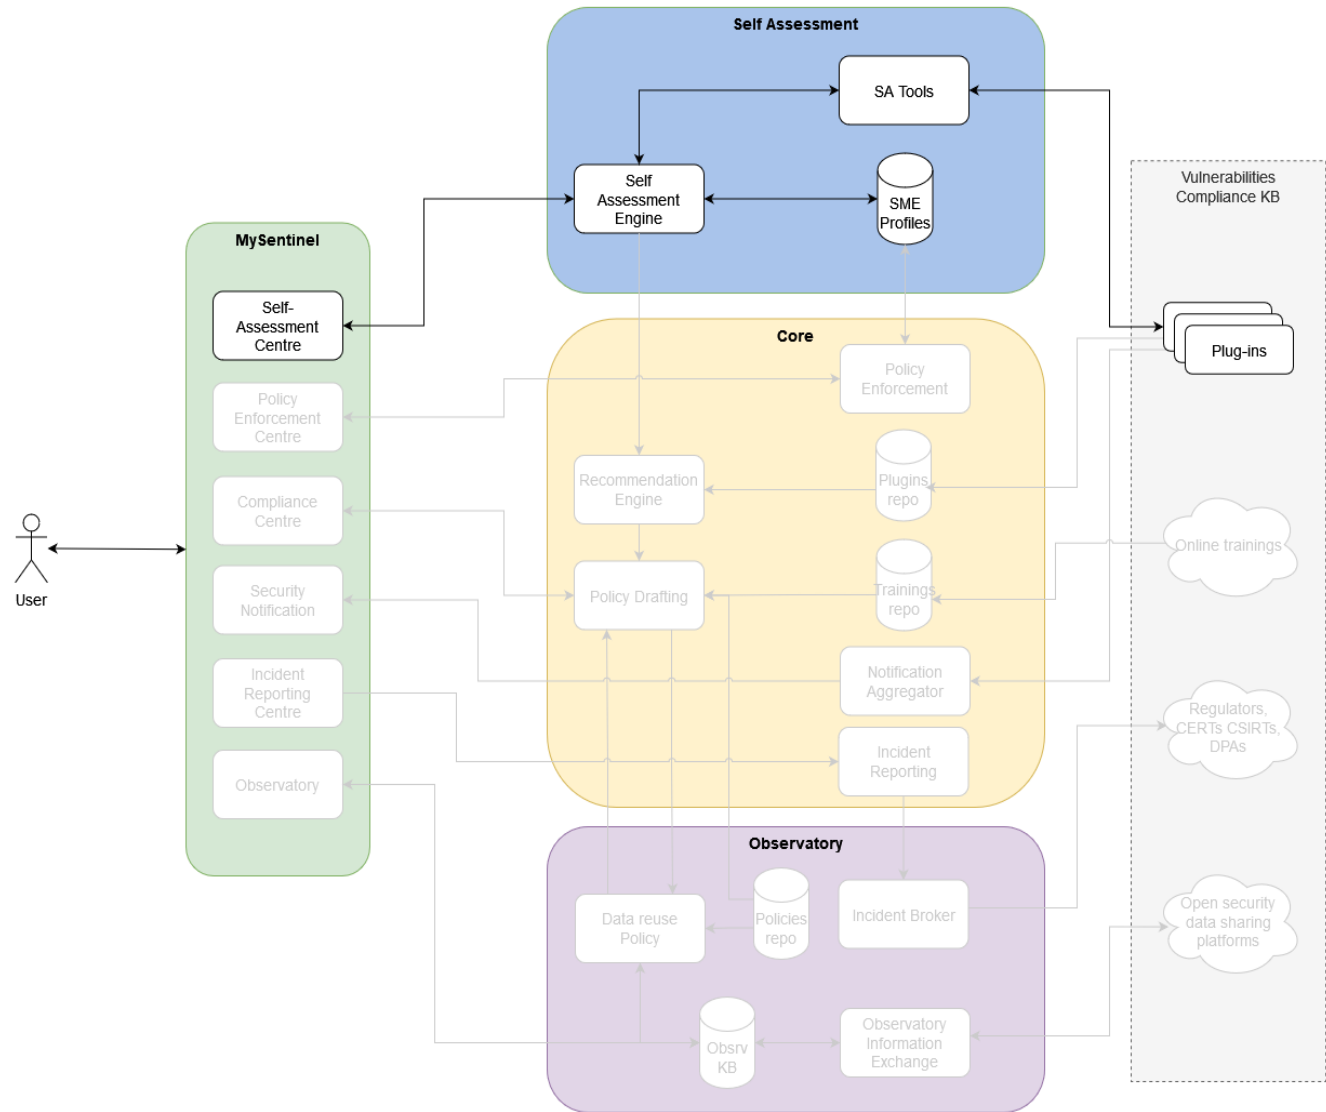 Self Assessment
SA Tools
Self
Assessment
Engine
SME
Profiles
Vulnerabilities
Compliance KB
MySentinel
Self-
Assessment
Centre
Policy
Enforcement
Centre
Compliance
Centre
Security
Notification
Incident
Reporting
Centre
Observatory
User
Core
Policy
Enforcement
Recommendation
Engine
Plugins
repo
Policy Drafting
Trainings
repo
Notification
Aggregator
Incident
Reporting
Plug-ins
Online trainings
Regulators,
CERTs CSIRTs,
DPAs
Open security
data sharing
platforms
Observatory
Data reuse
Policy
Policies
repo
Incident Broker
Obsrv
KB
Observatory
Information
Exchange